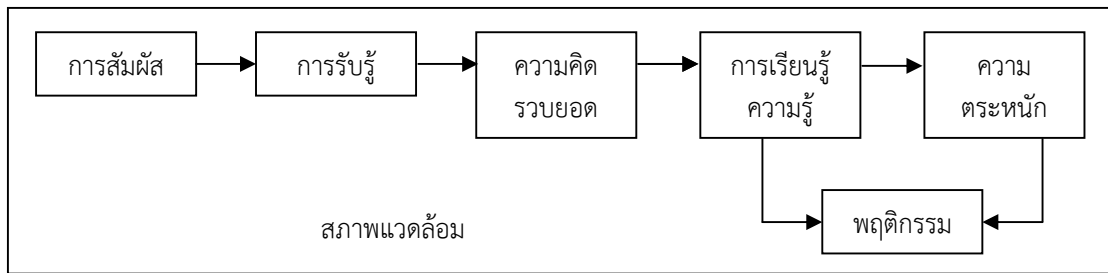 การสัมผัส
การรับรู้
ความคิด
รวบยอด
การเรียนรู้
ความรู้
ความ
ตระหนัก
พฤติกรรม
สภาพแวดล้อม